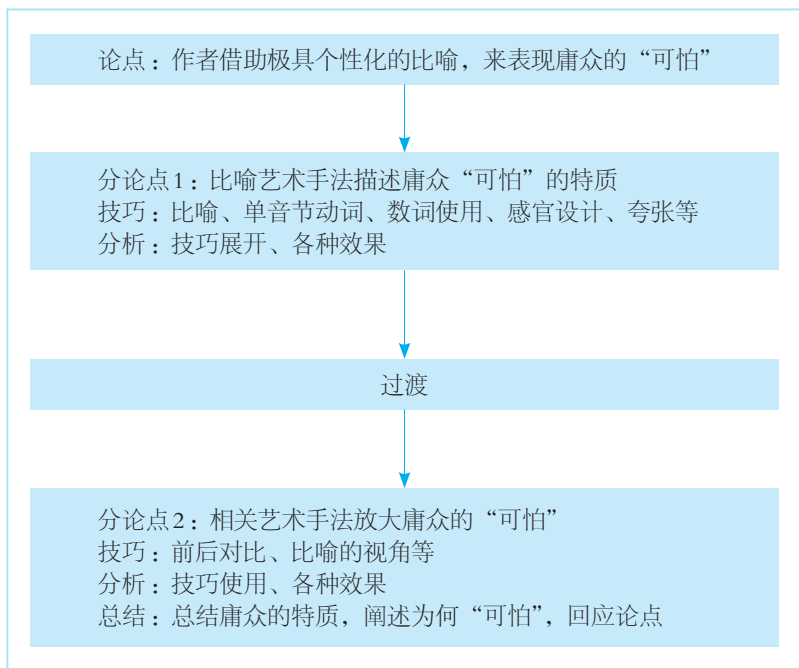 论点：作者借助极具个性化的比喻，来表现庸众的“可怕”
分论点1：比喻艺术手法描述庸众“可怕”的特质
技巧：比喻、单音节动词、数词使用、感官设计、夸张等
分析：技巧展开、各种效果
过渡
分论点2：相关艺术手法放大庸众的“可怕”
技巧：前后对比、比喻的视角等
分析：技巧使用、各种效果
总结：总结庸众的特质，阐述为何“可怕”，回应论点